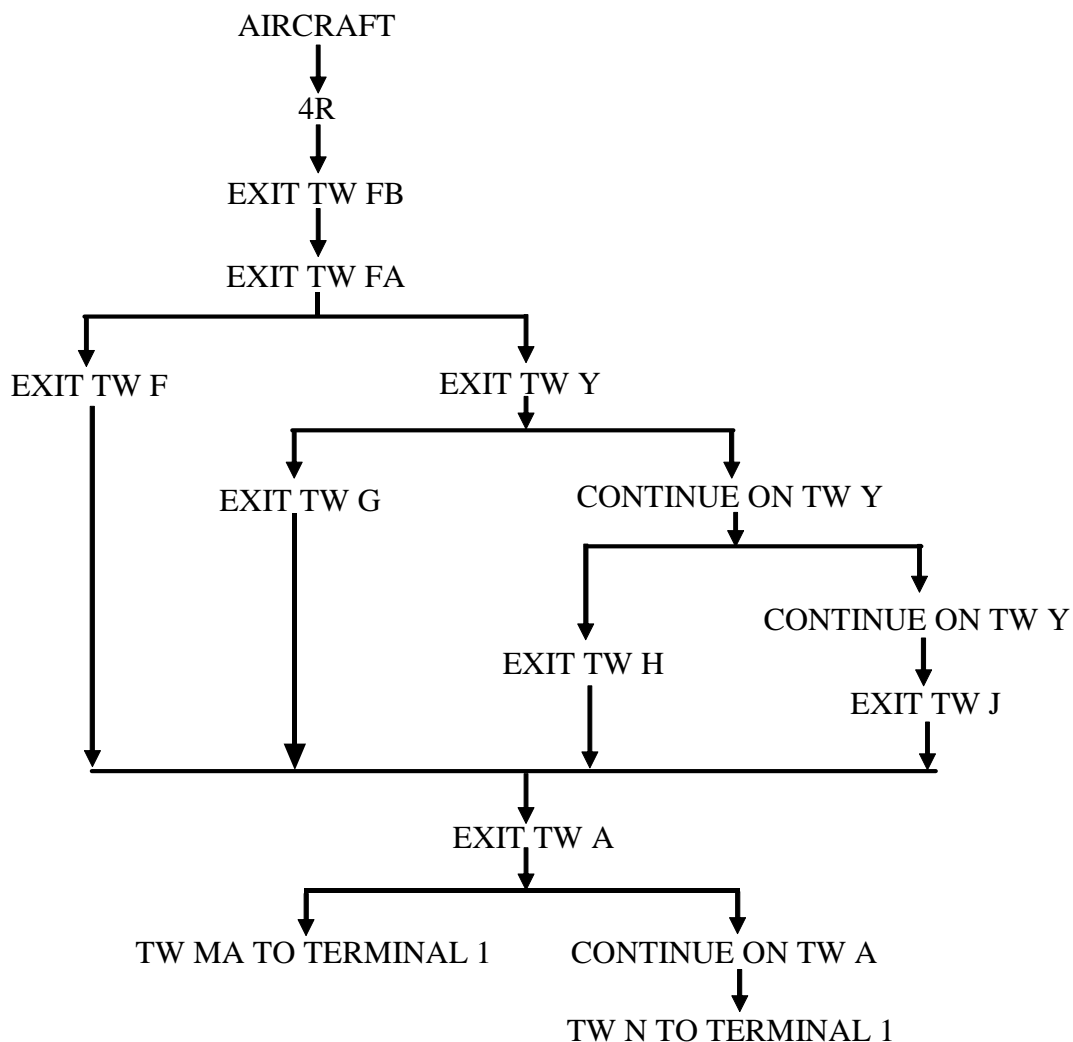 AIRCRAFT
4R
EXIT TW FB
EXIT TW FA
EXIT TW F
EXIT TW Y
EXIT TW G
CONTINUE ON TW Y
CONTINUE ON TW Y
EXIT TW H
EXIT TW J
EXIT TW A
TW MA TO TERMINAL 1
CONTINUE ON TW A
TW N TO TERMINAL 1